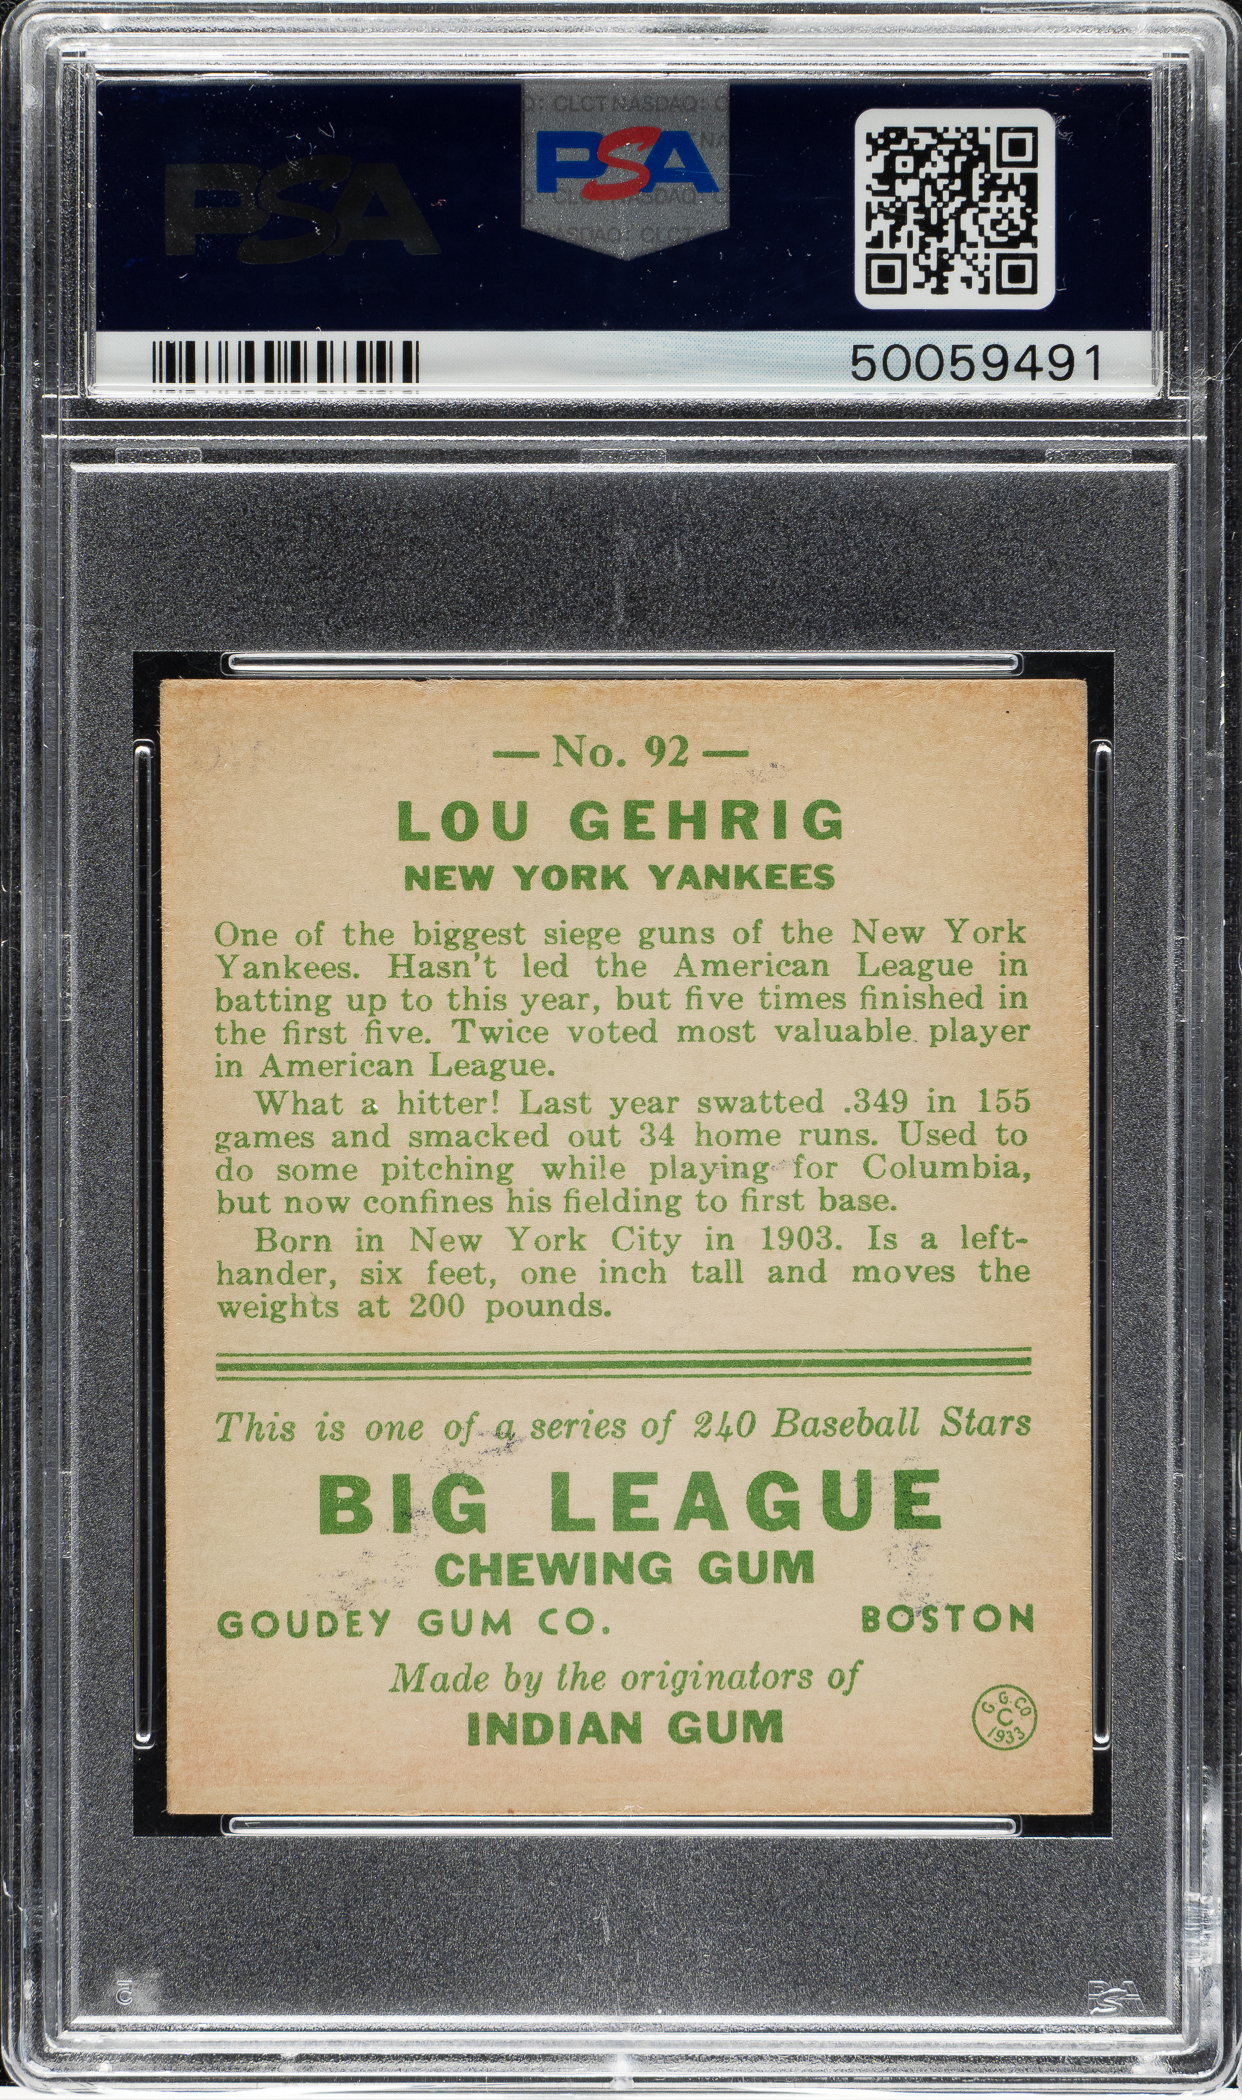 CLCT NASDAQ:
PSA
PSA
50059491
— No. 92 —
LOU GEHRIG
NEW YORK YANKEES
One of the biggest siege guns of the New York
Yankees. Hasn't led the American League in
batting up to this year, but five times finished in
the first five. Twice voted most valuable player
in American League.
What a hitter! Last year swatted .349 in 155
games and smacked out 34 home runs. Used to
do some pitching while playing for Columbia,
but now confines his fielding to first base.
Born in New York City in 1903. Is a left-
hander, six feet, one inch tall and moves the
weights at 200 pounds.
This is one of a series of 240 Baseball Stars
BIG LEAGUE
CHEWING GUM
GOUDEY GUM CO. BOSTON
Made by the originators of
INDIAN GUM
G. G. CO
C
1933
PSA